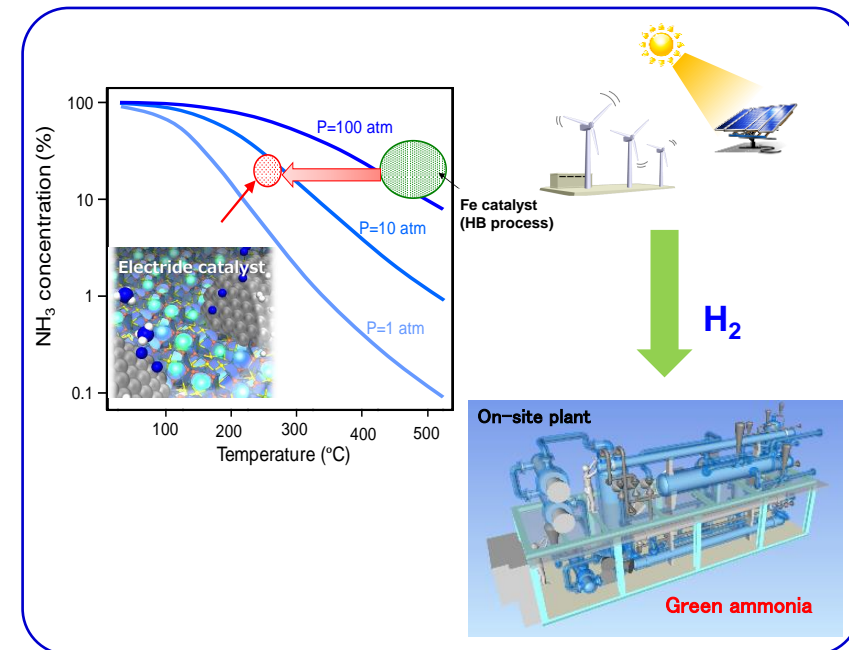 NH₃ concentration (%)
100
10
1
0.1
P=100 atm
P=10 atm
P=1 atm
Electride catalyst
100
200
300
400
500
Temperature (°C)
Fe catalyst
(HB process)
H₂
On-site plant
Green ammonia